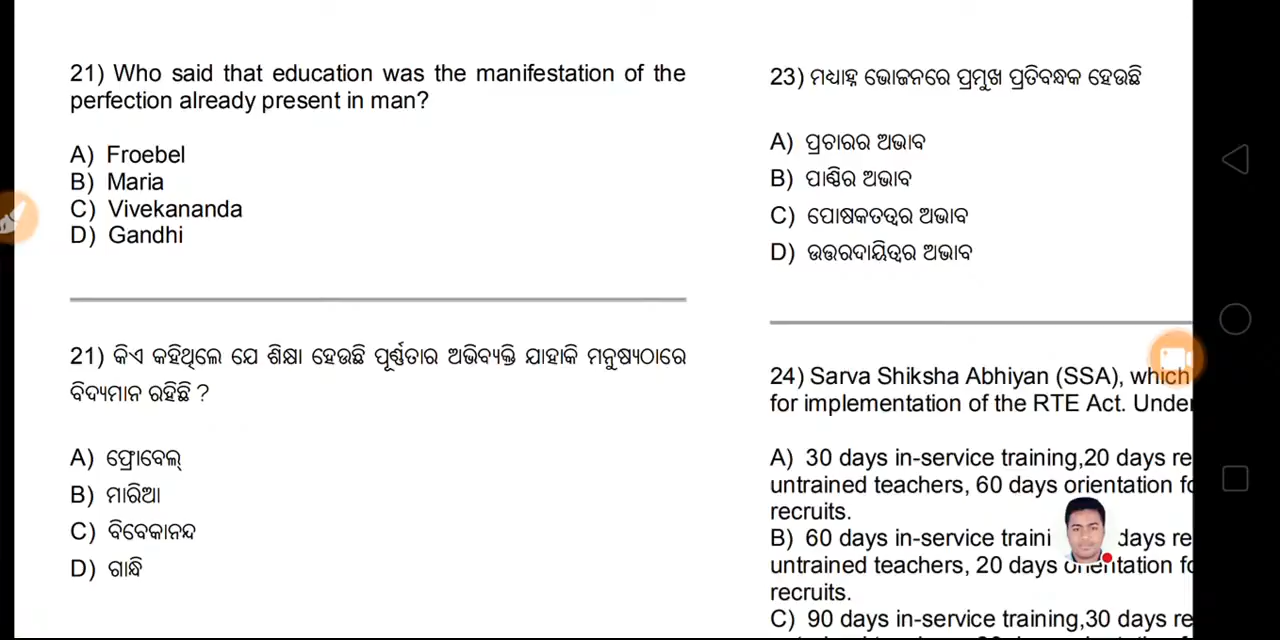 21) Who said that education was the manifestation of the
perfection already present in man?
A) Froebel
B) Maria
C) Vivekananda
D) Gandhi
21) କିଏ କହିଥିଲେ ଯେ ଶିକ୍ଷା ହେଉଛି ପୂର୍ଣ୍ଣତାର ଅଭିବ୍ୟକ୍ତି ଯାହାକି ମନୁଷ୍ୟଠାରେ
ବିଦ୍ୟମାନ ରହିଛି ?
A) ଫ୍ରୋବେଲ୍
B) ମାରିଆ
C) ବିବେକାନନ୍ଦ
D) ଗାନ୍ଧି
23) ମଧ୍ୟାହ୍ନ ଭୋଜନରେ ପ୍ରମୁଖ ପ୍ରତିବନ୍ଧକ ହେଉଛି
A) ପ୍ରଚାରର ଅଭାବ
B) ପାଣ୍ଠିର ଅଭାବ
C) ପୋଷକତତ୍ତ୍ୱର ଅଭାବ
D) ଉତ୍ତରଦାୟିତ୍ୱର ଅଭାବ
24) Sarva Shiksha Abhiyan (SSA), which
for implementation of the RTE Act. Under
A) 30 days in-service training,20 days re
untrained teachers, 60 days orientation fo
recruits.
B) 60 days in-service traini days re
untrained teachers, 20 days orientation fo
recruits.
C) 90 days in-service training,30 days re